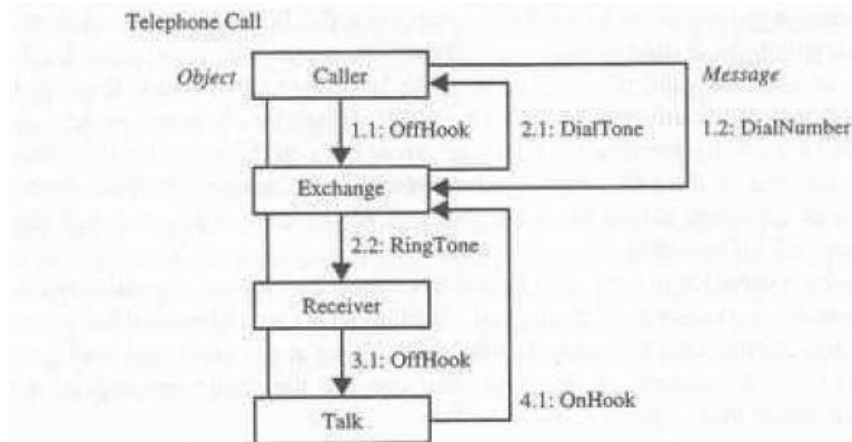 Telephone Call
Object
Caller
Message
1.1: OffHook
2.1: DialTone
1.2: DialNumber
Exchange
2.2: RingTone
Receiver
3.1: OffHook
4.1: OnHook
Talk